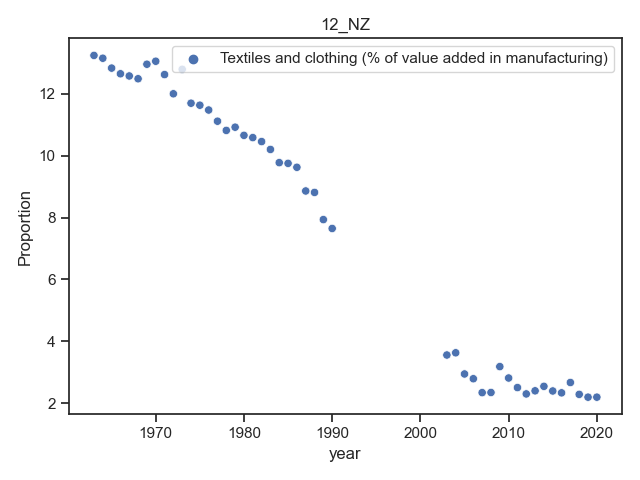 12_NZ
Textiles and clothing (% of value added in manufacturing)
12
10
8
6
4
2
Proportion
1970 1980 1990 2000 2010 2020
year